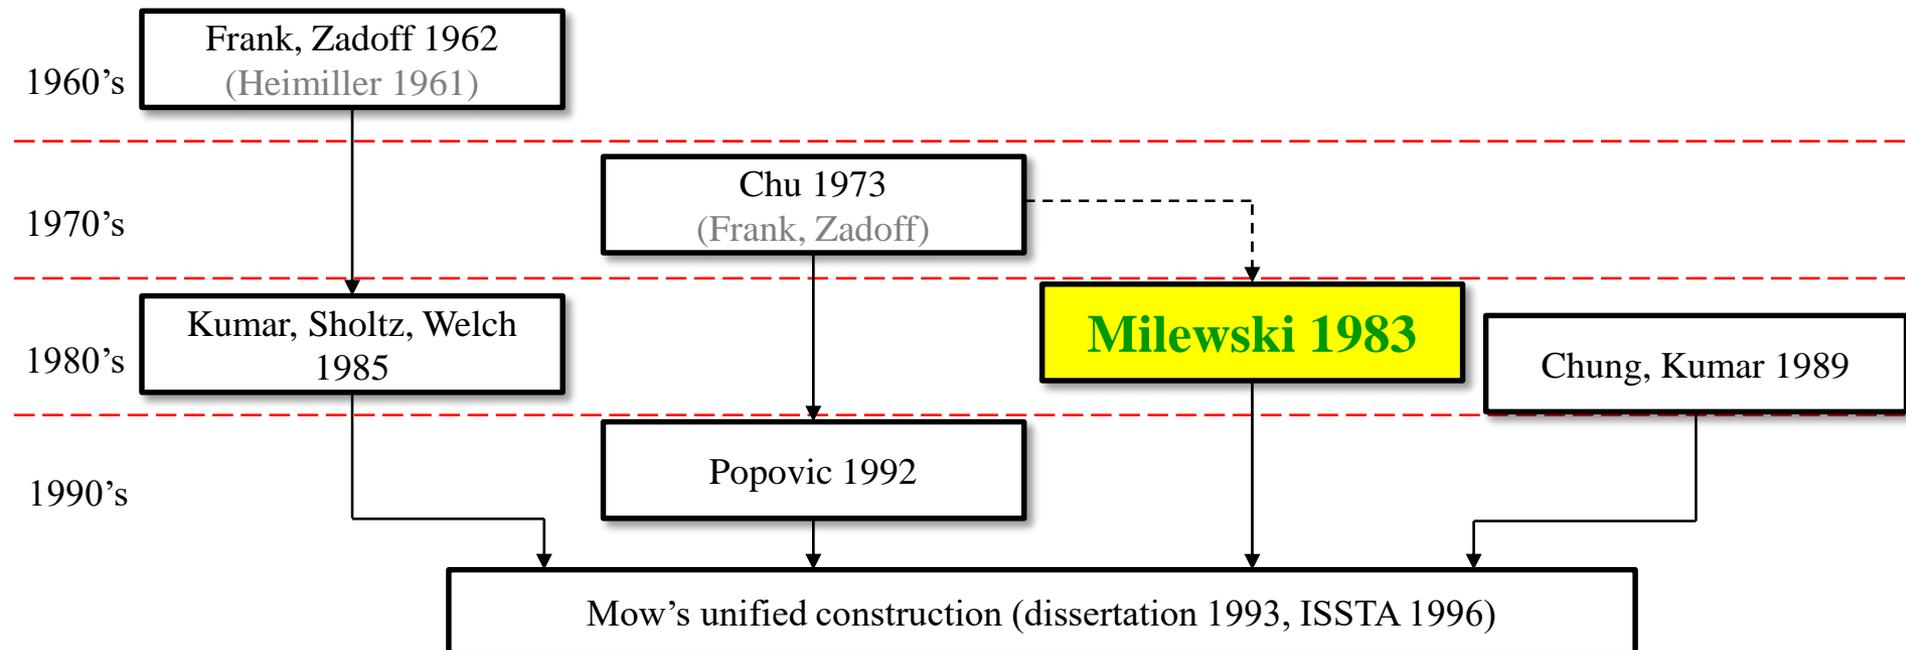 Frank, Zadoff 1962
(Heimiller 1961)
1960’s
Chu 1973
(Frank, Zadoff)
1970’s
Kumar, Sholtz, Welch
1985
Milewski 1983
Chung, Kumar 1989
1980’s
Popovic 1992
1990’s
Mow’s unified construction (dissertation 1993, ISSTA 1996)